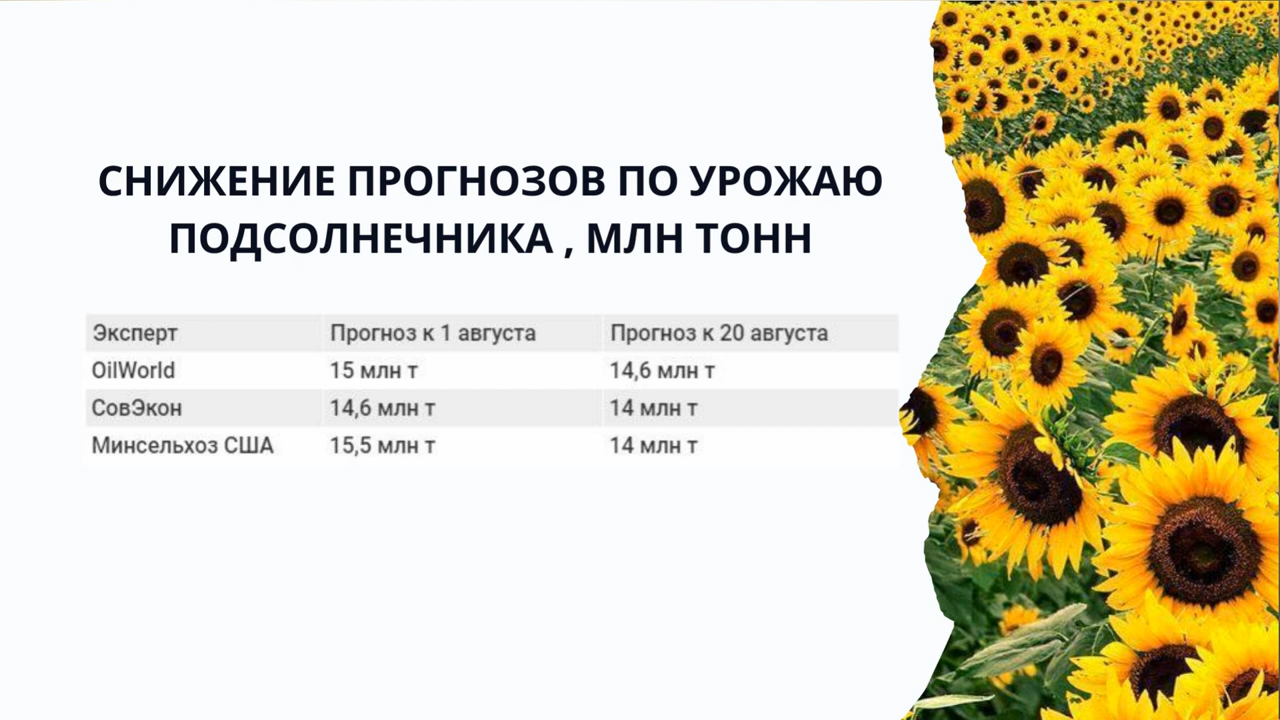 СНИЖЕНИЕ ПРОГНОЗОВ ПО УРОЖАЮ
ПОДСОЛНЕЧНИКА , МЛН ТОНН
Эксперт Прогноз к 1 августа Прогноз к 20 августа
OilWorld 15 млн т 14,6 млн т
СовЭкон 14,6 млн т 14 млн т
Минсельхоз США 15,5 млн т 14 млн т